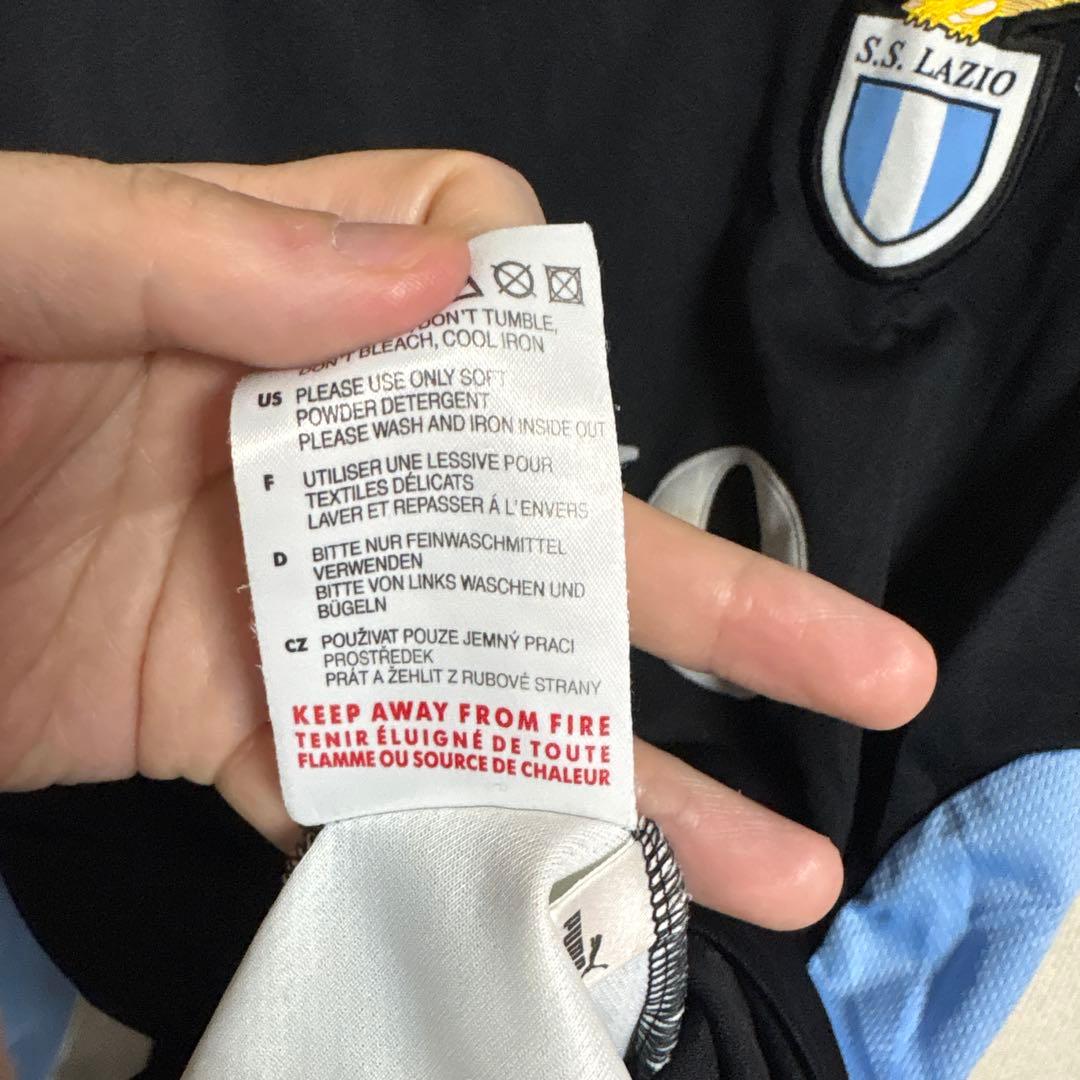 S.S. LAZIO
DON'T TUMBLE,
DON'T BLEACH, COOL IRON
US PLEASE USE ONLY SOFT
POWDER DETERGENT
PLEASE WASH AND IRON INSIDE OUT
F UTILISER UNE LESSIVE POUR
TEXTILES DÉLICATS
LAVER ET REPASSER Á L'ENVERS
D BITTE NUR FEINWASCHMITTEL
VERWENDEN
BITTE VON LINKS WASCHEN UND
BÜGELN
CZ POUŽIVAT POUZE JEMNÝ PRACI
PROSTŘEDEK
PRÁT A ŽEHLIT Z RUBOVÉ STRANY
KEEP AWAY FROM FIRE
TENIR ÉLUIGNÉ DE TOUTE
FLAMME OU SOURCE DE CHALEUR
PUMA